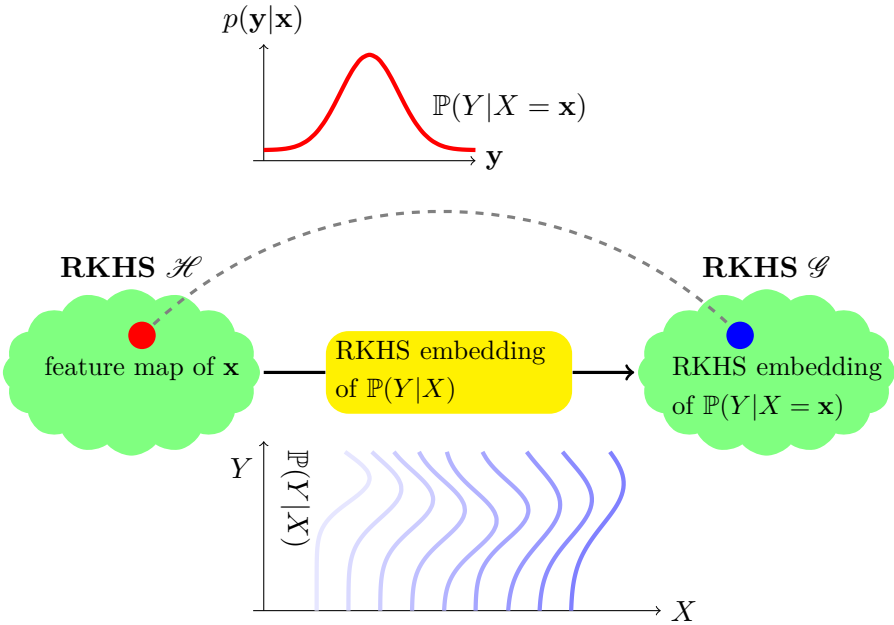 p(𝐲|𝐱)
ℙ(Y|X = 𝐱)
𝐲
RKHS ℋ
RKHS 𝒢
feature map of 𝐱
RKHS embedding
of ℙ(Y|X)
RKHS embedding
of ℙ(Y|X = 𝐱)
Y
ℙ(Y|X)
X